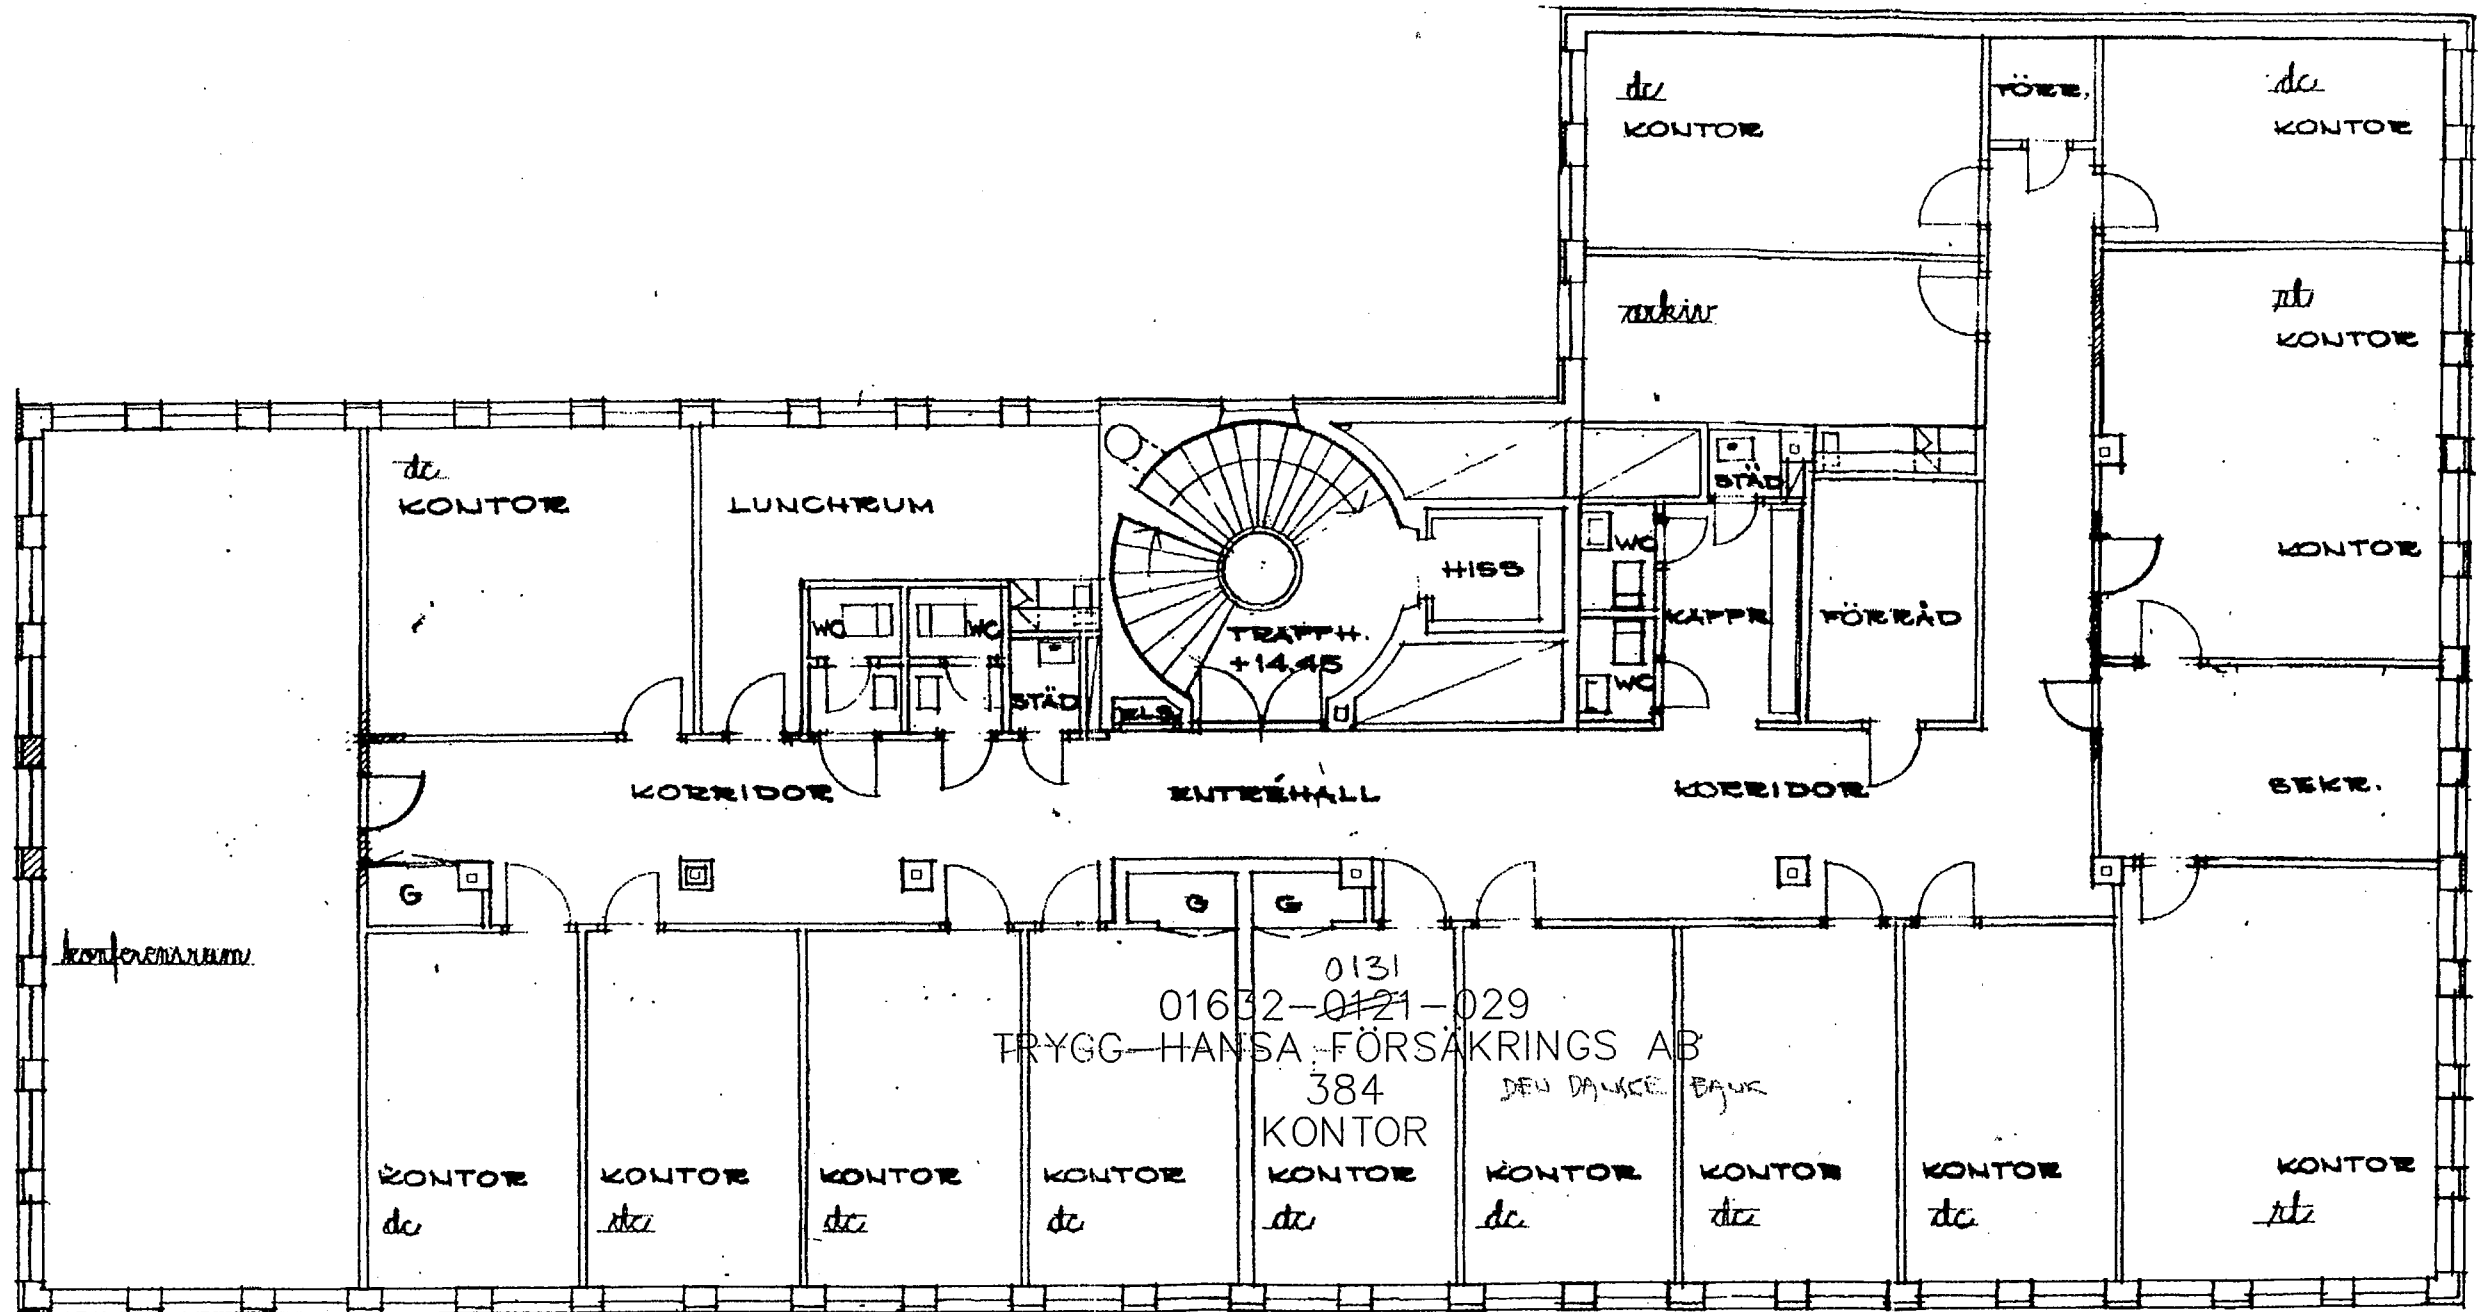 dc
KONTOR
FÖRR.
dc
KONTOR
arkiv
rt
KONTOR
KONTOR
dc
KONTOR
LUNCHRUM
WC
WC
STÄD
ELS
TRAPPH.
+14.45
HISS
WC
WC
STÄD
KAPPR
FÖRRÅD
KORRIDOR
ENTRÉHALL
KORRIDOR
SEKR.
G
G
G
konferensrum
0131
01632-0121-029
TRYGG-HANSA FÖRSÄKRINGS AB
384
DEN DANSKE BANK
KONTOR
KONTOR
dc
KONTOR
dc
KONTOR
dc
KONTOR
dc
KONTOR
dc
KONTOR
dc
KONTOR
dc
KONTOR
dc
KONTOR
rt